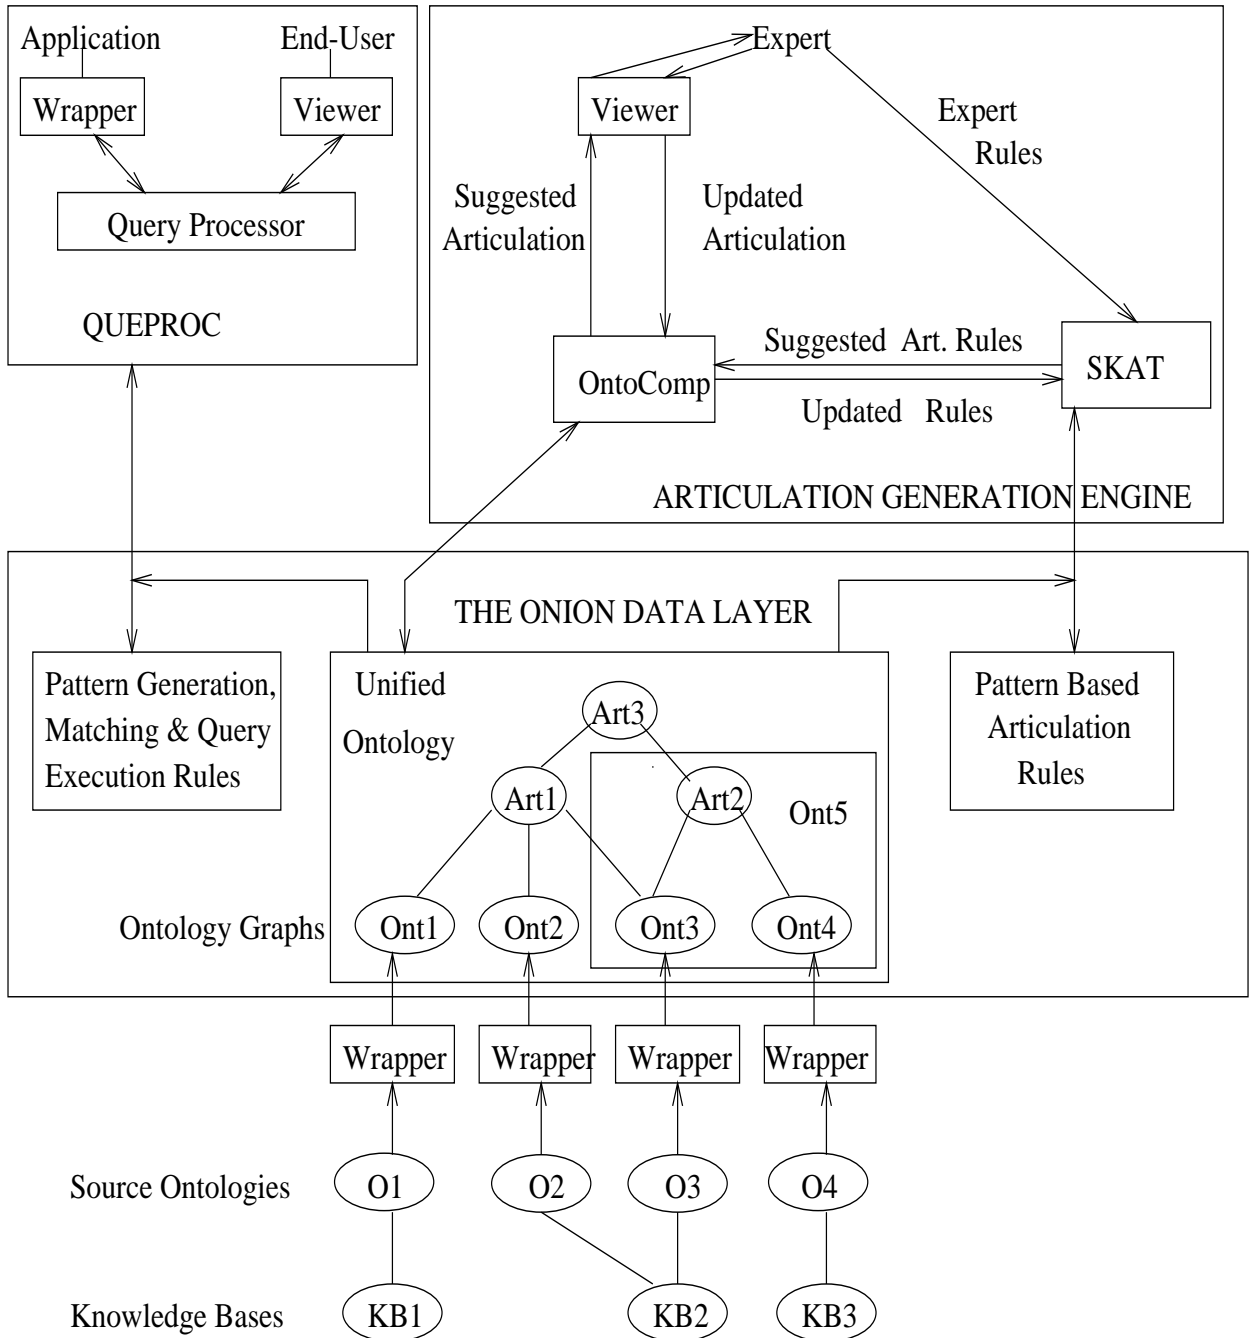 Application
End-User
Wrapper
Viewer
Query Processor
QUEPROC
Expert
Viewer
Expert
Rules
Suggested
Articulation
Updated
Articulation
Suggested Art. Rules
OntoComp
SKAT
Updated Rules
ARTICULATION GENERATION ENGINE
THE ONION DATA LAYER
Pattern Generation,
Matching & Query
Execution Rules
Unified
Ontology
Art3
Art1
Art2
Ont5
Pattern Based
Articulation
Rules
Ontology Graphs
Ont1
Ont2
Ont3
Ont4
Wrapper
Wrapper
Wrapper
Wrapper
Source Ontologies
O1
O2
O3
O4
Knowledge Bases
KB1
KB2
KB3